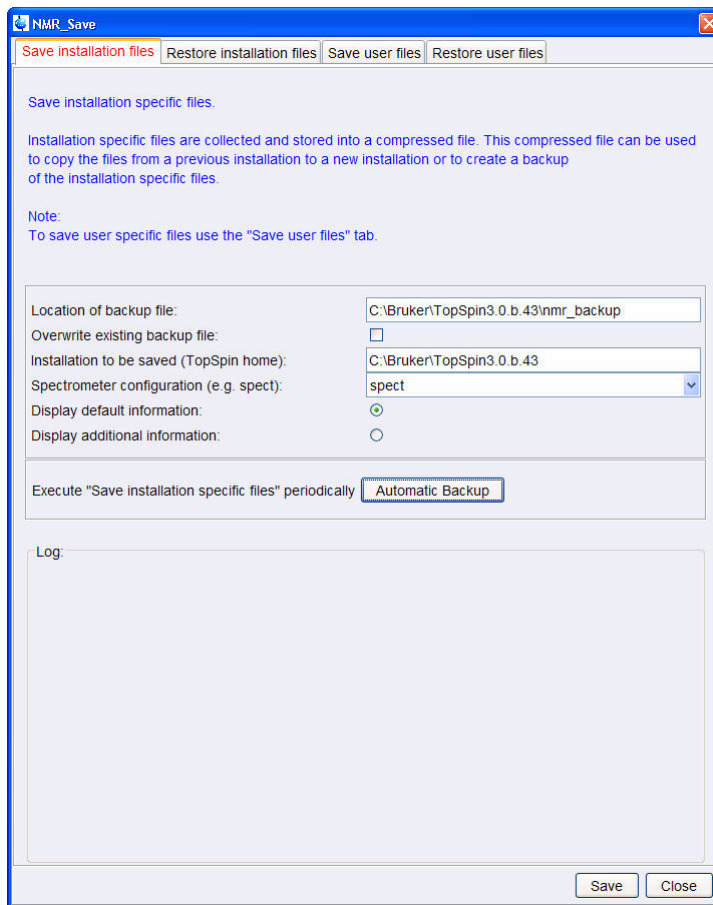 NMR_Save
Save installation files Restore installation files Save user files Restore user files
Save installation specific files.
Installation specific files are collected and stored into a compressed file. This compressed file can be used
to copy the files from a previous installation to a new installation or to create a backup
of the installation specific files.
Note:
To save user specific files use the "Save user files" tab.
Location of backup file: C:\Bruker\TopSpin3.0.b.43\nmr_backup
Overwrite existing backup file:
Installation to be saved (TopSpin home): C:\Bruker\TopSpin3.0.b.43
Spectrometer configuration (e.g. spect): spect
Display default information:
Display additional information:
Execute "Save installation specific files" periodically Automatic Backup
Log:
Save Close